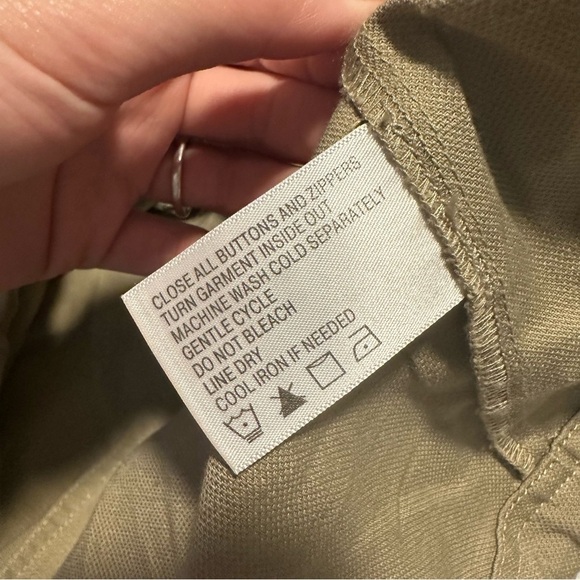 CLOSE ALL BUTTONS AND ZIPPERS
TURN GARMENT INSIDE OUT
MACHINE WASH COLD SEPARATELY
GENTLE CYCLE
DO NOT BLEACH
LINE DRY
COOL IRON IF NEEDED